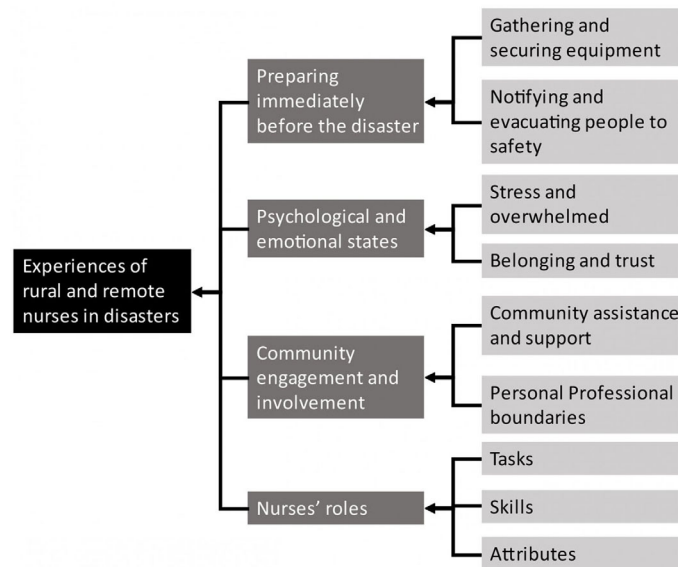 Experiences of
rural and remote
nurses in disasters
Preparing
immediately
before the disaster
Gathering and
securing equipment
Notifying and
evacuating people to
safety
Psychological and
emotional states
Stress and
overwhelmed
Belonging and trust
Community
engagement and
involvement
Community assistance
and support
Personal Professional
boundaries
Nurses’ roles
Tasks
Skills
Attributes